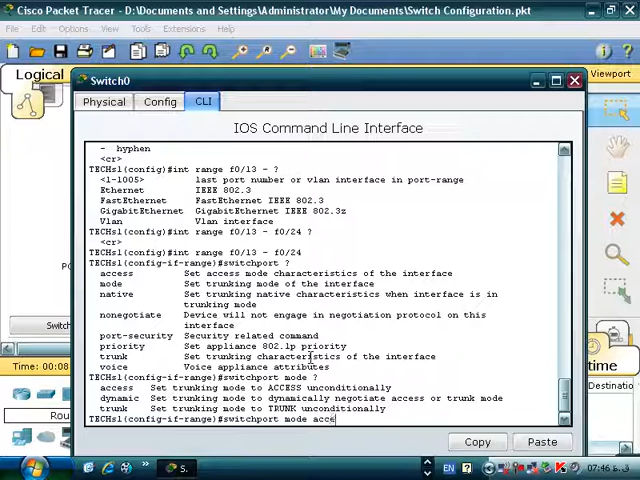 Cisco Packet Tracer - D:\Documents and Settings\Administrator\My Documents\Switch Configuration.pkt
File Options View Tools Extensions Help
Logical
Viewport
Switch0
Physical Config CLI
IOS Command Line Interface
- hyphen
<cr>
TECHs1(config)#int range f0/13 - ?
<1-1005> last port number or vlan interface in port-range
Ethernet IEEE 802.3
FastEthernet FastEthernet IEEE 802.3
GigabitEthernet GigabitEthernet IEEE 802.3z
Vlan Vlan interface
TECHs1(config)#int range f0/13 - f0/24 ?
<cr>
TECHs1(config)#int range f0/13 - f0/24
TECHs1(config-if-range)#switchport ?
access Set access mode characteristics of the interface
mode Set trunking mode of the interface
native Set trunking native characteristics when interface is in
trunking mode
nonegotiate Device will not engage in negotiation protocol on this
interface
port-security Security related command
priority Set appliance 802.1p priority
trunk Set trunking characteristics of the interface
voice Voice appliance attributes
TECHs1(config-if-range)#switchport mode ?
access Set trunking mode to ACCESS unconditionally
dynamic Set trunking mode to dynamically negotiate access or trunk mode
trunk Set trunking mode to TRUNK unconditionally
TECHs1(config-if-range)#switchport mode acce
Copy Paste
PC
Switch
Time: 00:08
Rou
S.
EN
07:46 ص